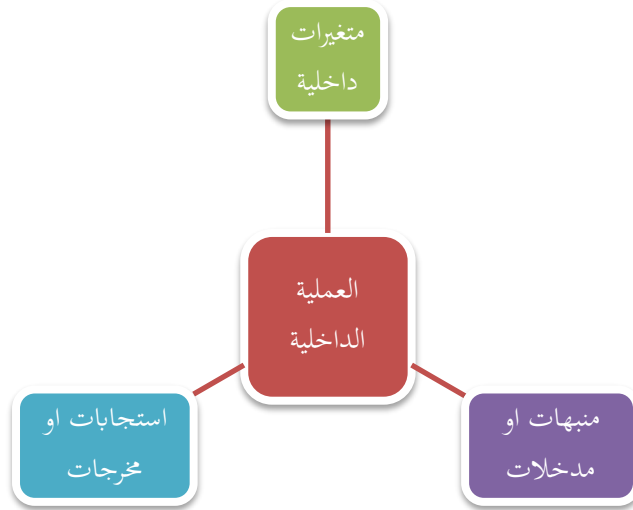 متغيرات
داخلية
العملية
الداخلية
منبهات او
مدخلات
استجابات او
مخرجات